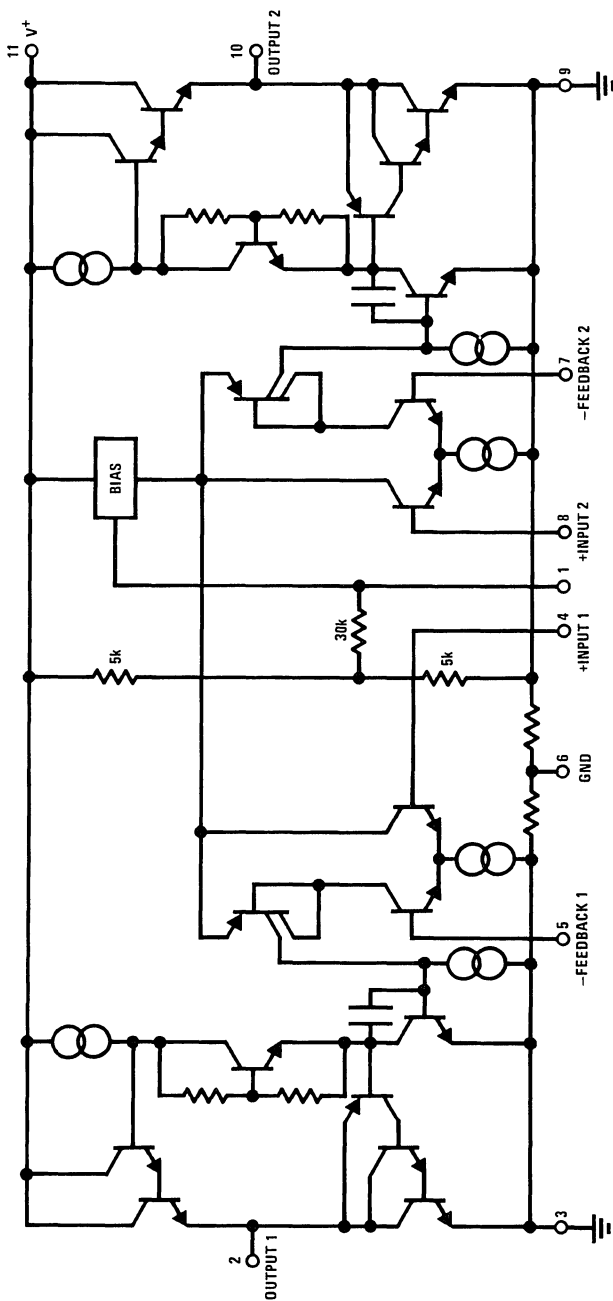 11 V+
10
OUTPUT 2
9
7
−FEEDBACK 2
BIAS
8
+INPUT 2
1
30k
4
+INPUT 1
5k
5k
6
GND
5
−FEEDBACK 1
2
OUTPUT 1
3